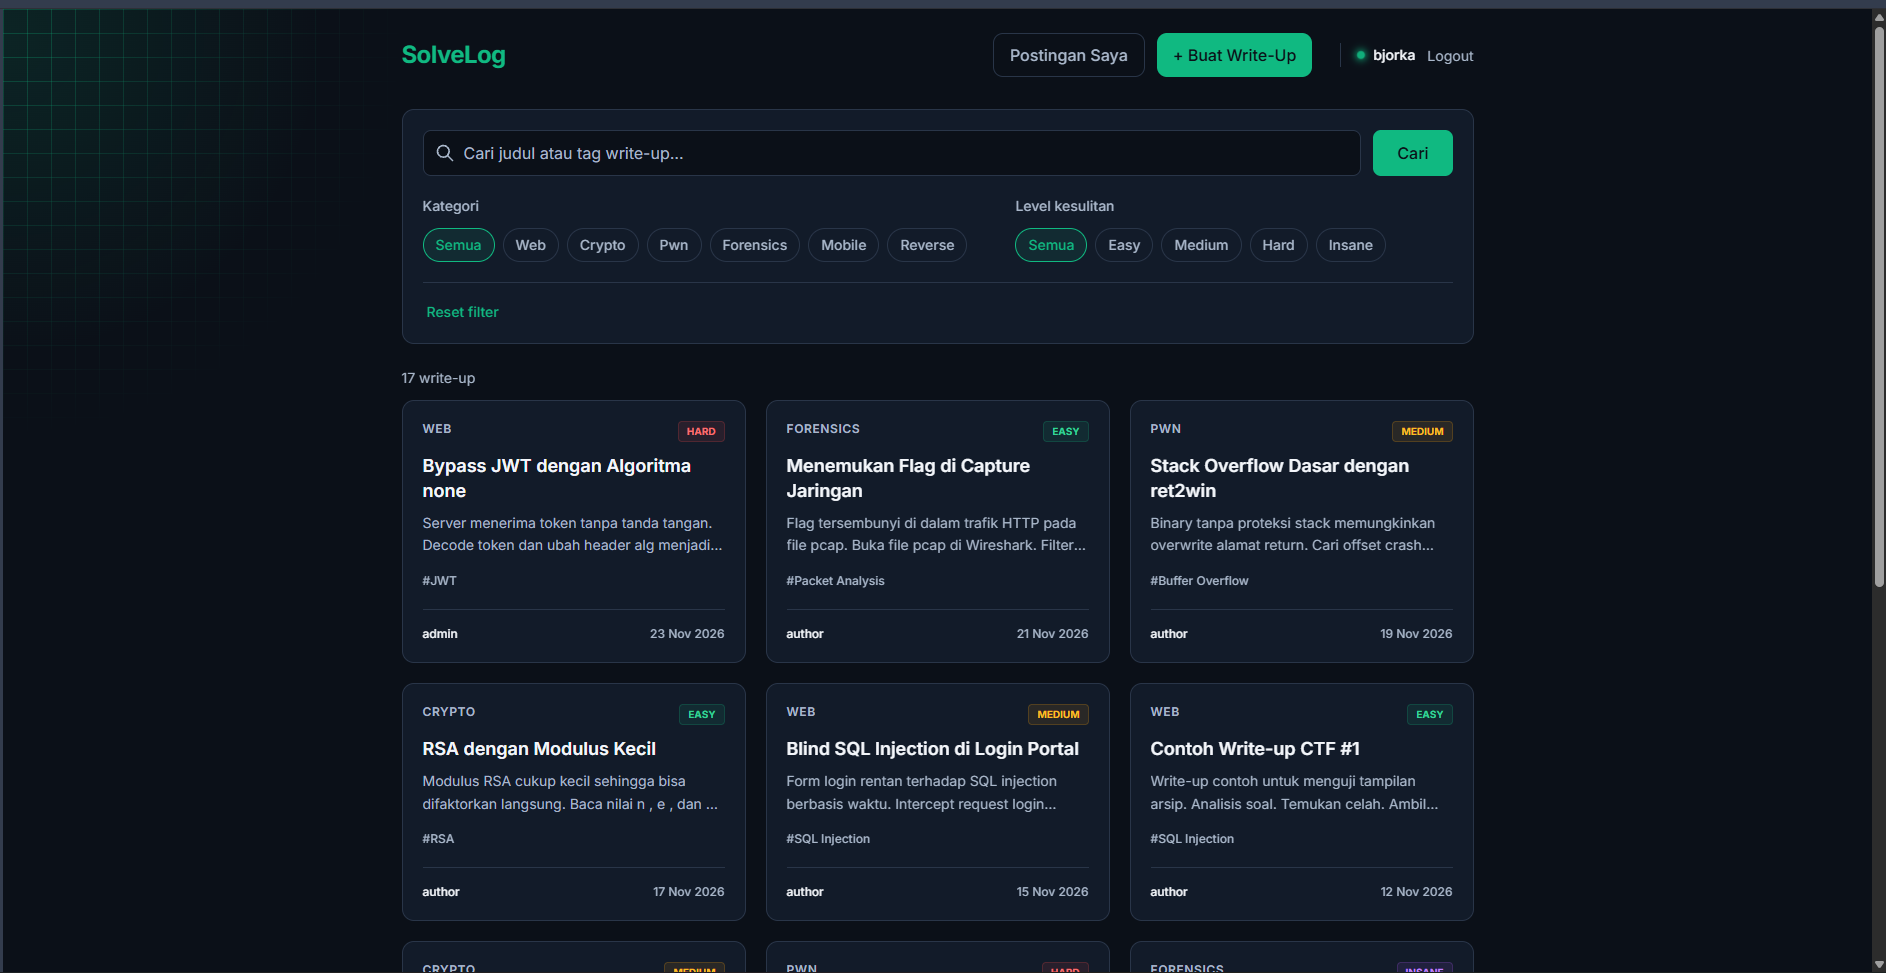 SolveLog
Postingan Saya
+ Buat Write-Up
bjorka
Logout
Cari judul atau tag write-up...
Cari
Kategori
Semua
Web
Crypto
Pwn
Forensics
Mobile
Reverse
Level kesulitan
Semua
Easy
Medium
Hard
Insane
Reset filter
17 write-up
WEB
HARD
Bypass JWT dengan Algoritma
none
Server menerima token tanpa tanda tangan.
Decode token dan ubah header alg menjadi...
#JWT
admin
23 Nov 2026
FORENSICS
EASY
Menemukan Flag di Capture
Jaringan
Flag tersembunyi di dalam trafik HTTP pada
file pcap. Buka file pcap di Wireshark. Filter...
#Packet Analysis
author
21 Nov 2026
PWN
MEDIUM
Stack Overflow Dasar dengan
ret2win
Binary tanpa proteksi stack memungkinkan
overwrite alamat return. Cari offset crash...
#Buffer Overflow
author
19 Nov 2026
CRYPTO
EASY
RSA dengan Modulus Kecil
Modulus RSA cukup kecil sehingga bisa
difaktorkan langsung. Baca nilai n , e , dan ...
#RSA
author
17 Nov 2026
WEB
MEDIUM
Blind SQL Injection di Login Portal
Form login rentan terhadap SQL injection
berbasis waktu. Intercept request login...
#SQL Injection
author
15 Nov 2026
WEB
EASY
Contoh Write-up CTF #1
Write-up contoh untuk menguji tampilan
arsip. Analisis soal. Temukan celah. Ambil...
#SQL Injection
author
12 Nov 2026
CRYPTO
MEDIUM
PWN
HARD
FORENSICS
INSANE